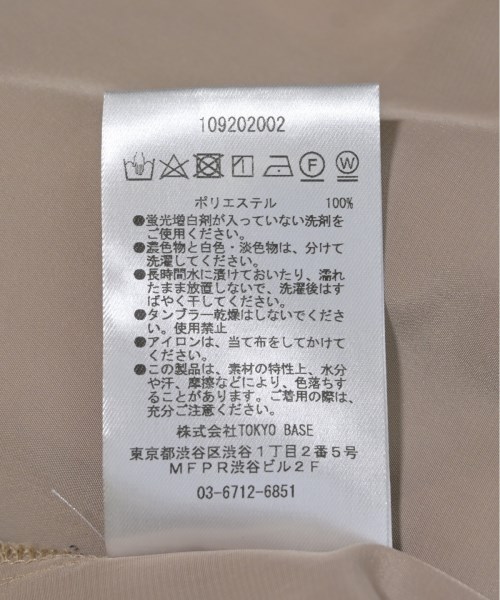 109202002
F W
ポリエステル 100%
●蛍光増白剤が入っていない洗剤を
ご使用ください。
●濃色物と白色・淡色物は、分けて
洗濯してください。
●長時間水に漬けておいたり、濡れ
たまま放置しないで、洗濯後はす
ばやく干してください。
●タンブラー乾燥はしないでくださ
い。使用禁止
●アイロンは、当て布をしてかけて
ください。
●この製品は、素材の特性上、水分
や汗、摩擦などにより、色落ちす
ることがあります。ご着用の際は、
充分ご注意ください。
株式会社TOKYO BASE
東京都渋谷区渋谷1丁目2番5号
MFPR渋谷ビル2F
03-6712-6851